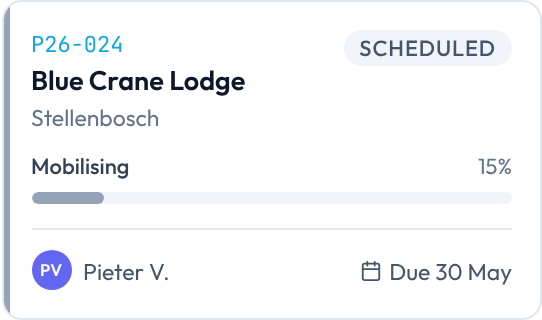 P26-024
SCHEDULED
Blue Crane Lodge
Stellenbosch
Mobilising 15%
PV Pieter V. Due 30 May